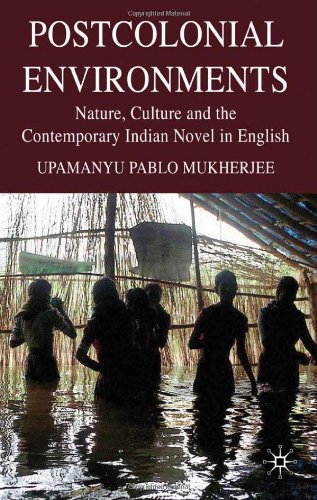 POSTCOLONIAL
ENVIRONMENTS
Nature, Culture and the
Contemporary Indian Novel in English
UPAMANYU PABLO MUKHERJEE